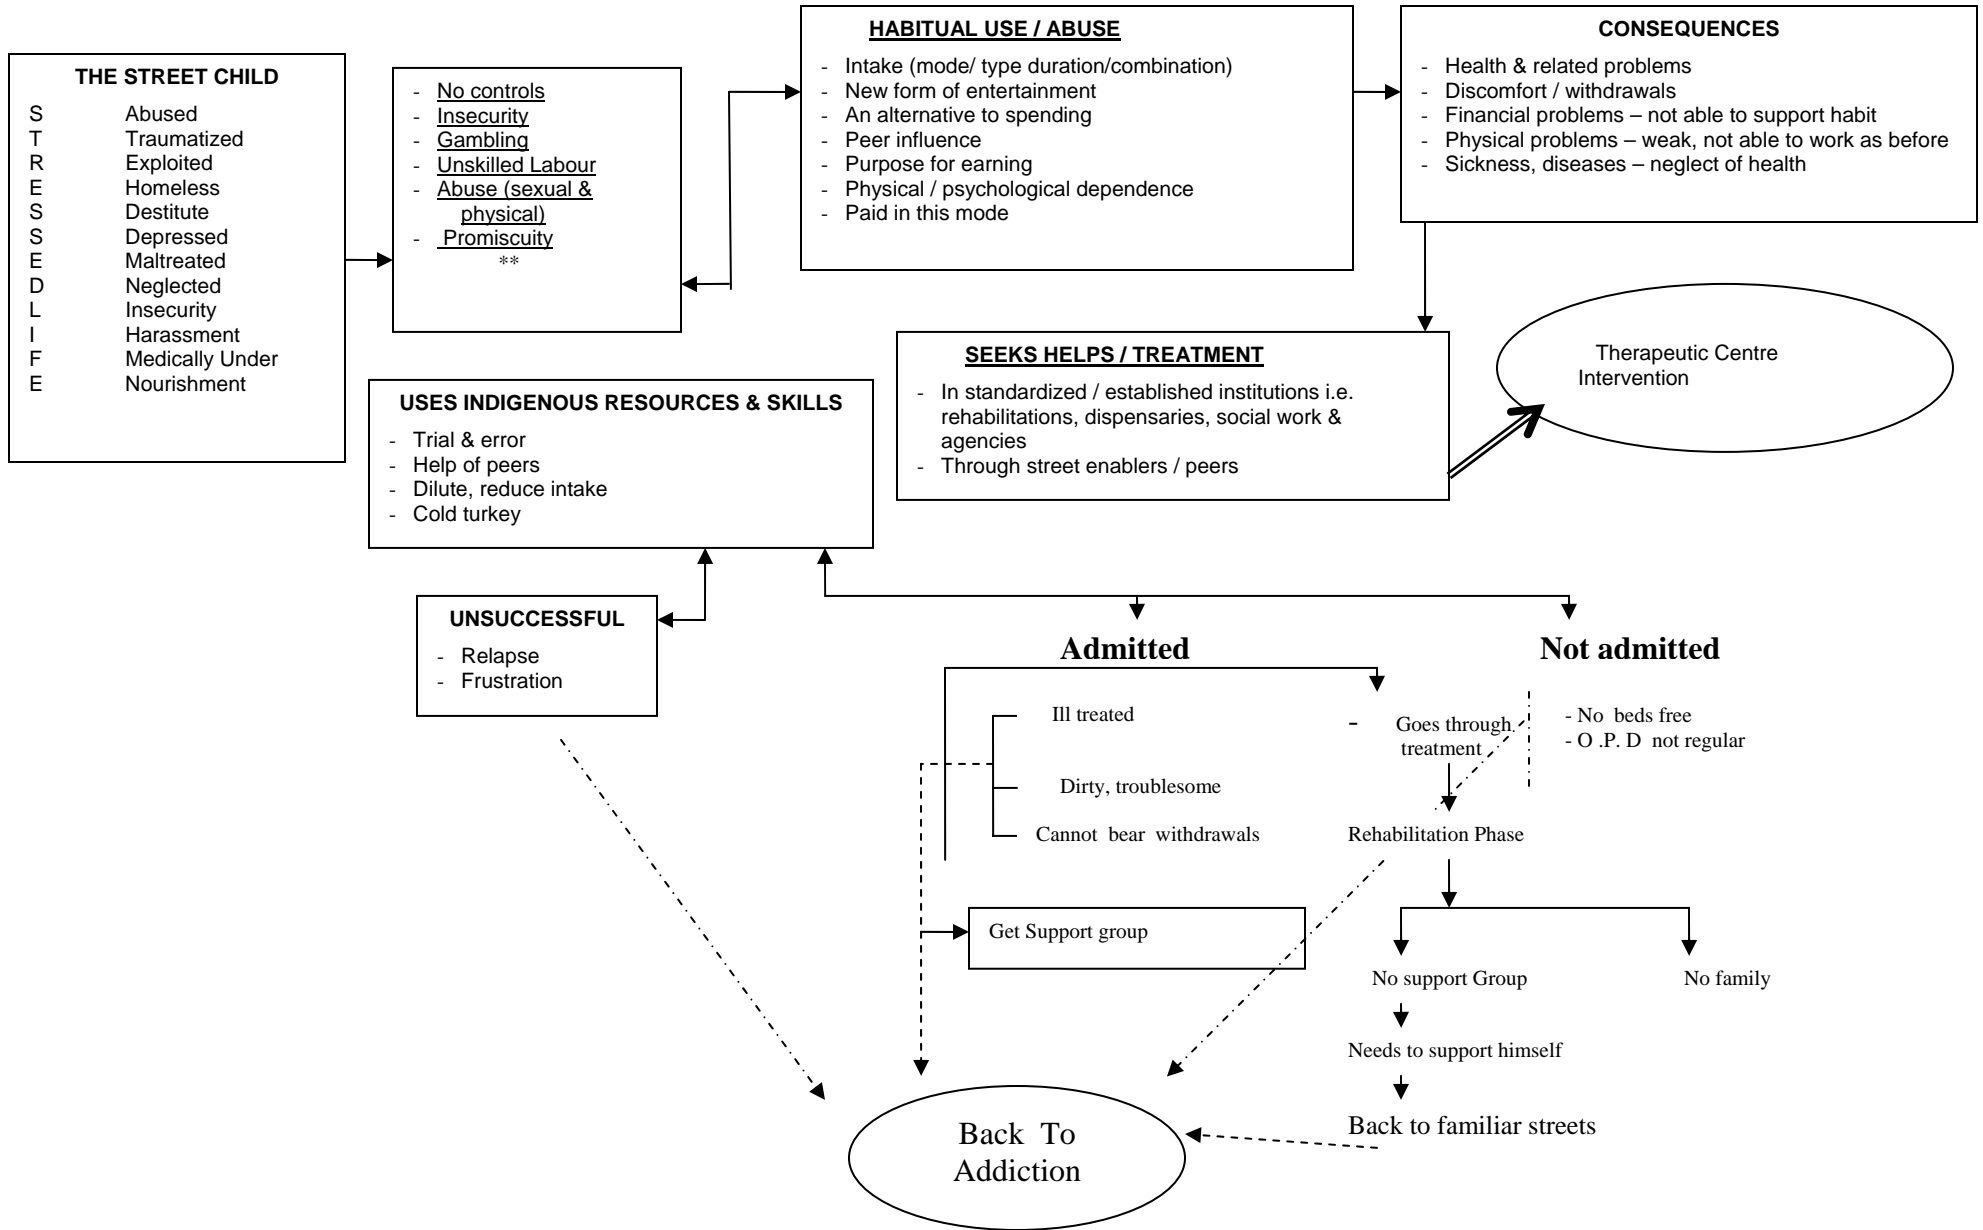 THE STREET CHILD
S Abused
T Traumatized
R Exploited
E Homeless
S Destitute
S Depressed
E Maltreated
D Neglected
L Insecurity
I Harassment
F Medically Under
E Nourishment
- No controls
- Insecurity
- Gambling
- Unskilled Labour
- Abuse (sexual &
physical)
- Promiscuity
**
HABITUAL USE / ABUSE
- Intake (mode/ type duration/combination)
- New form of entertainment
- An alternative to spending
- Peer influence
- Purpose for earning
- Physical / psychological dependence
- Paid in this mode
CONSEQUENCES
- Health & related problems
- Discomfort / withdrawals
- Financial problems – not able to support habit
- Physical problems – weak, not able to work as before
- Sickness, diseases – neglect of health
SEEKS HELPS / TREATMENT
- In standardized / established institutions i.e.
rehabilitations, dispensaries, social work &
agencies
- Through street enablers / peers
Therapeutic Centre
Intervention
USES INDIGENOUS RESOURCES & SKILLS
- Trial & error
- Help of peers
- Dilute, reduce intake
- Cold turkey
UNSUCCESSFUL
- Relapse
- Frustration
Admitted
Not admitted
Ill treated
Dirty, troublesome
Cannot bear withdrawals
- Goes through
treatment
- No beds free
- O .P. D not regular
Rehabilitation Phase
Get Support group
No support Group
No family
Needs to support himself
Back to familiar streets
Back To
Addiction